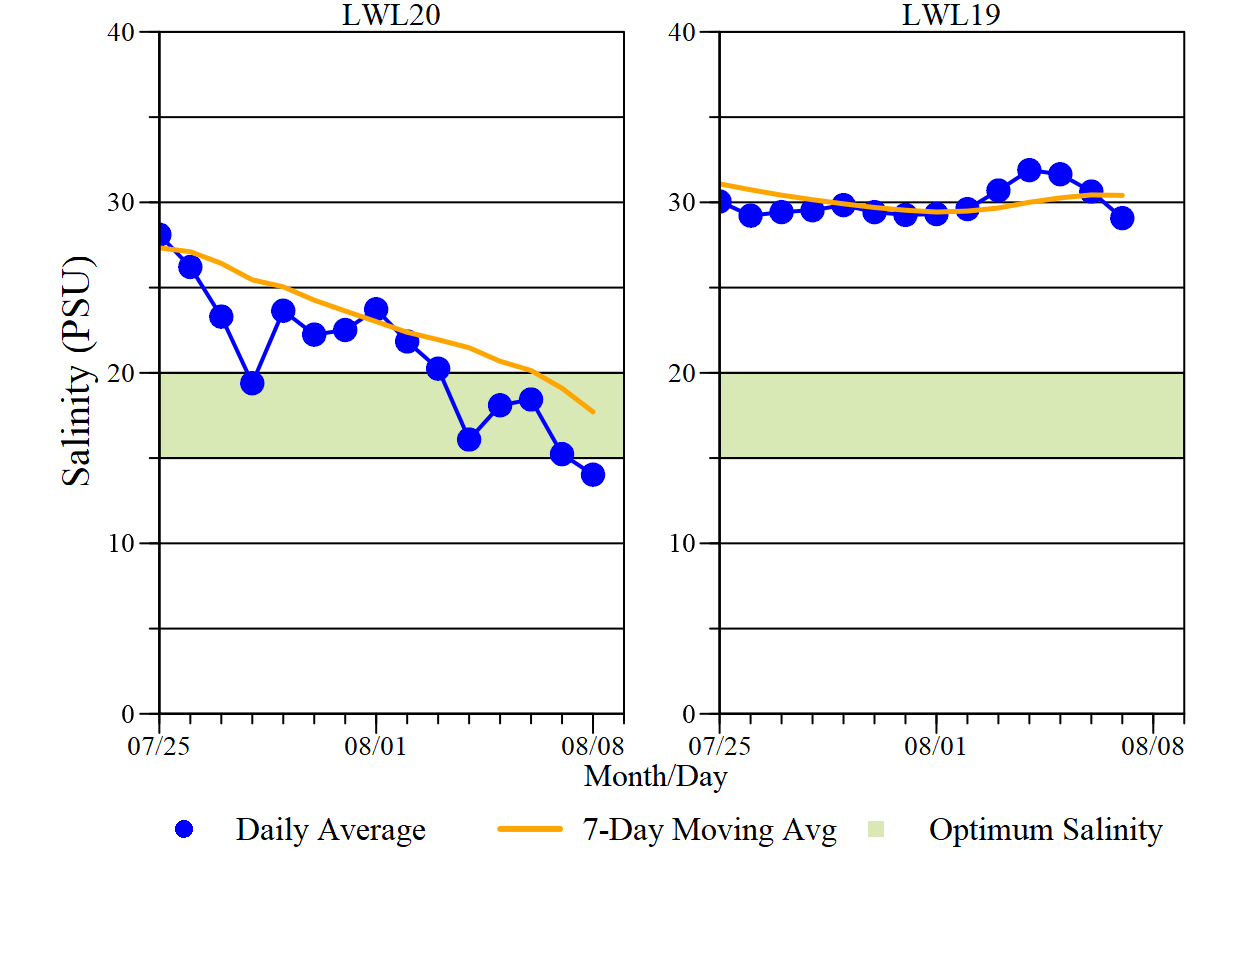 LWL20 LWL19
40 40
30 30
20 20
10 10
0 0
Salinity (PSU)
07/25 08/01 08/08 07/25 08/01 08/08
Month/Day
Daily Average 7-Day Moving Avg Optimum Salinity